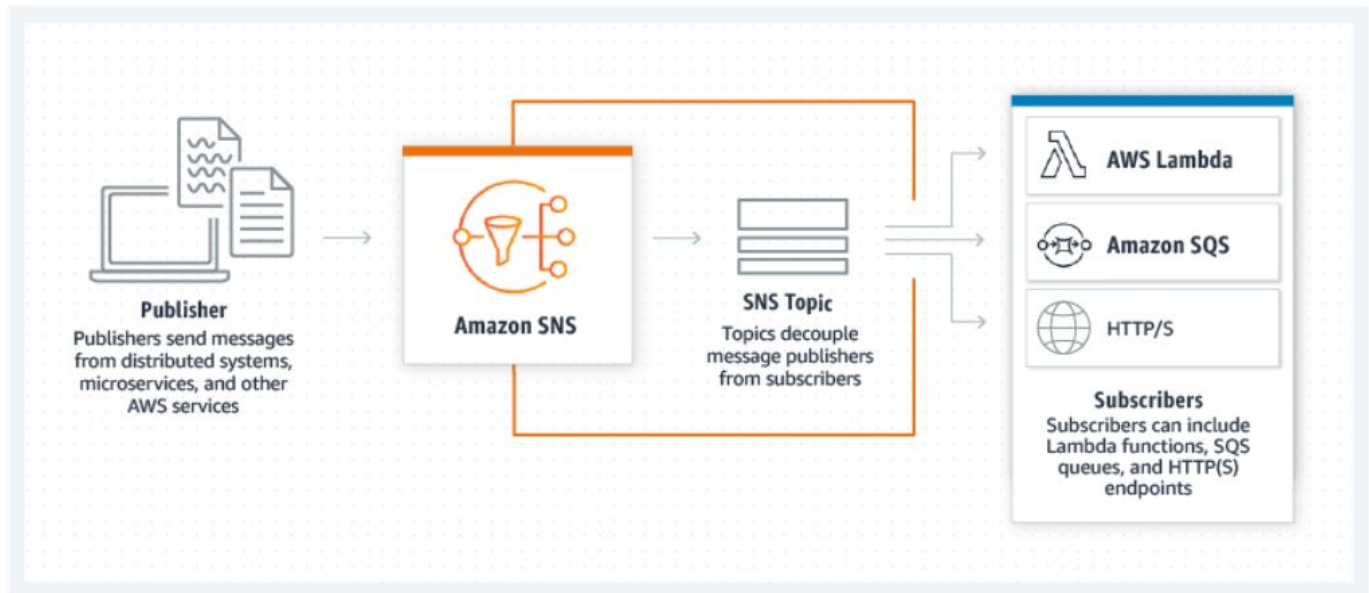 Publisher
Publishers send messages
from distributed systems,
microservices, and other
AWS services
Amazon SNS
SNS Topic
Topics decouple
message publishers
from subscribers
AWS Lambda
Amazon SQS
HTTP/S
Subscribers
Subscribers can include
Lambda functions, SQS
queues, and HTTP(S)
endpoints